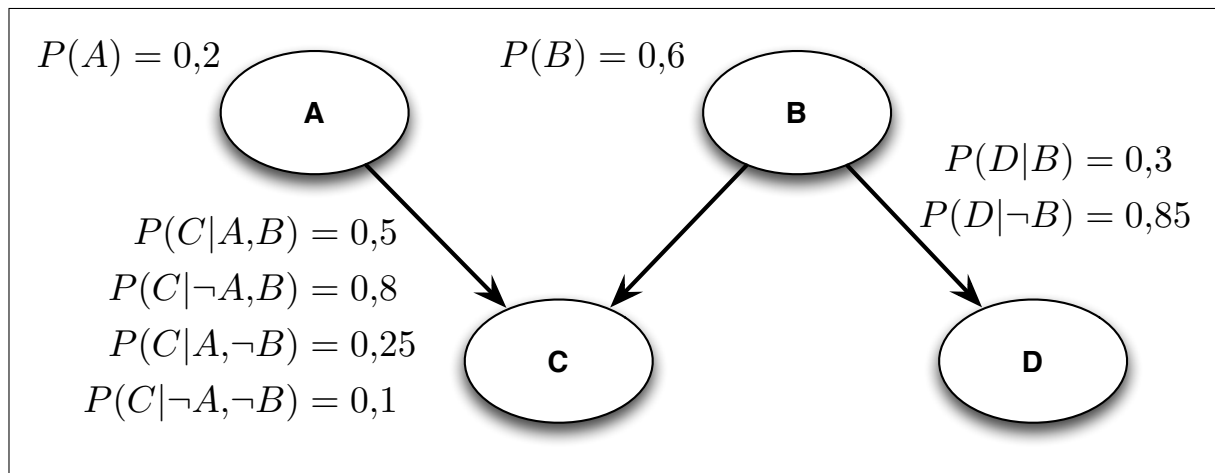 P(A) = 0,2
P(B) = 0,6
A
B
P(D|B) = 0,3
P(D|¬B) = 0,85
P(C|A,B) = 0,5
P(C|¬A,B) = 0,8
P(C|A,¬B) = 0,25
P(C|¬A,¬B) = 0,1
C
D